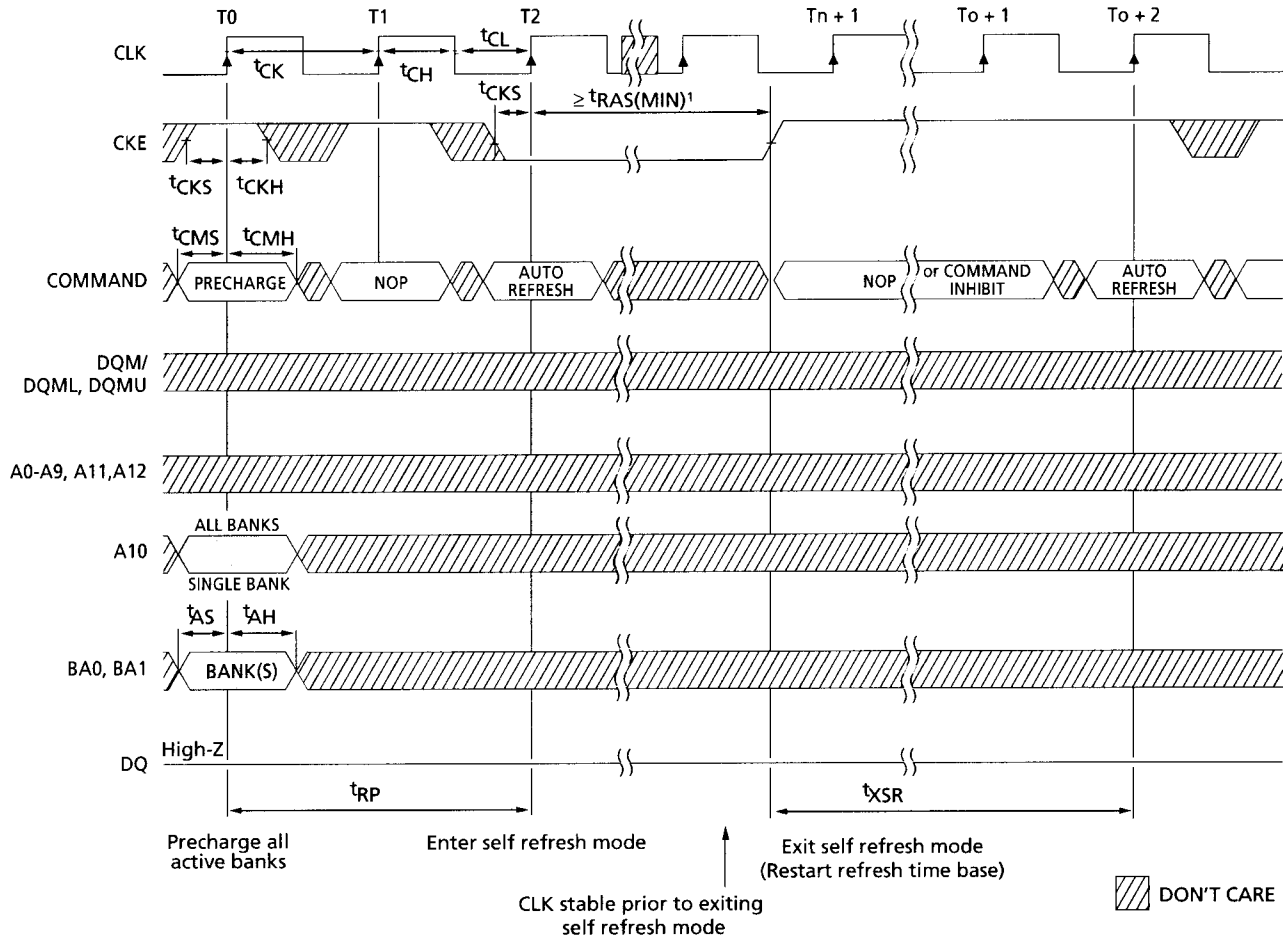 T0 T1 T2 Tn + 1 To + 1 To + 2
CLK
tCK tCH tCL
tCKS ≥ tRAS(MIN)1
CKE
tCKS tCKH
tCMS tCMH
COMMAND
PRECHARGE NOP AUTO REFRESH NOP or COMMAND INHIBIT AUTO REFRESH
DQM/
DQML, DQMU
A0-A9, A11,A12
ALL BANKS
A10
SINGLE BANK
tAS tAH
BA0, BA1 BANK(S)
High-Z
DQ
tRP tXSR
Precharge all
active banks
Enter self refresh mode
CLK stable prior to exiting
self refresh mode
Exit self refresh mode
(Restart refresh time base)
DON'T CARE